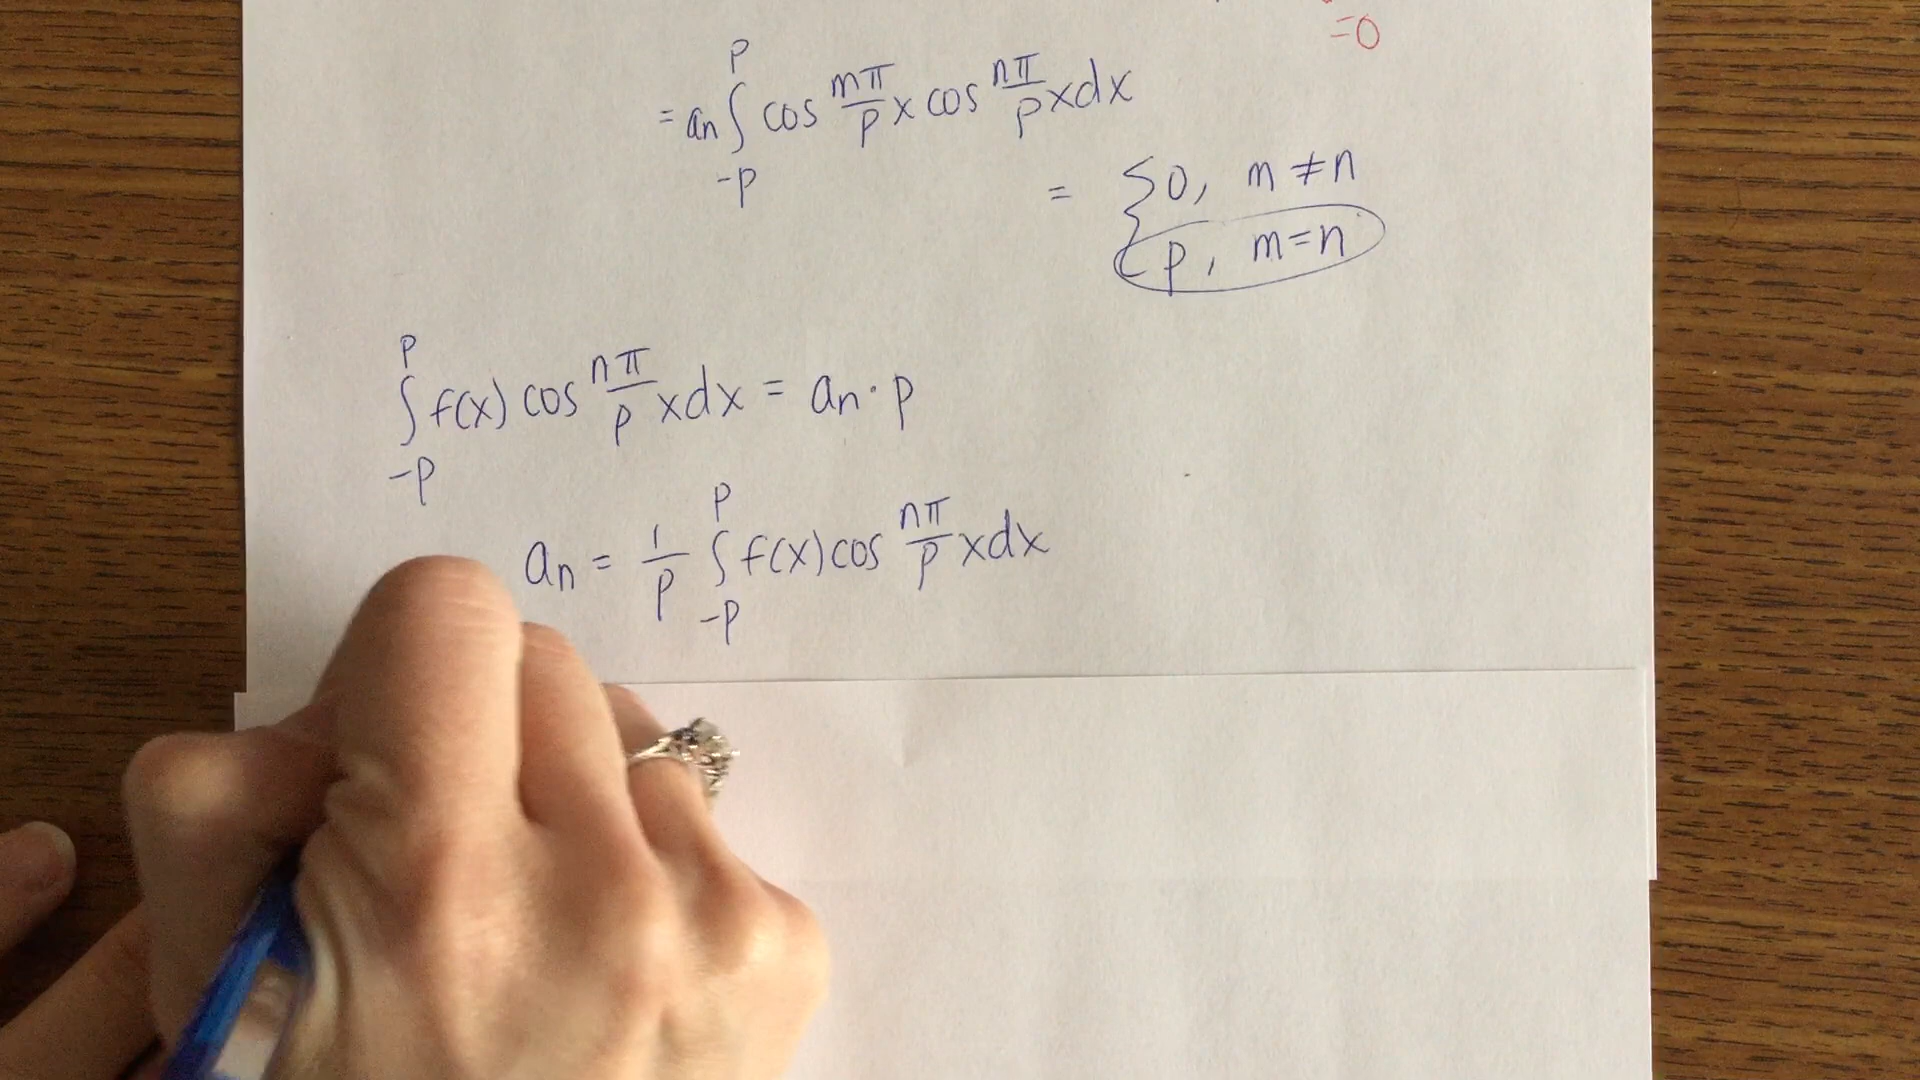 =0
= an ∫_{-p}^{p} cos mπ/p x cos nπ/p x dx
= { 0, m ≠ n
p, m = n
∫_{-p}^{p} f(x) cos nπ/p x dx = an · p
an = 1/p ∫_{-p}^{p} f(x) cos nπ/p x dx